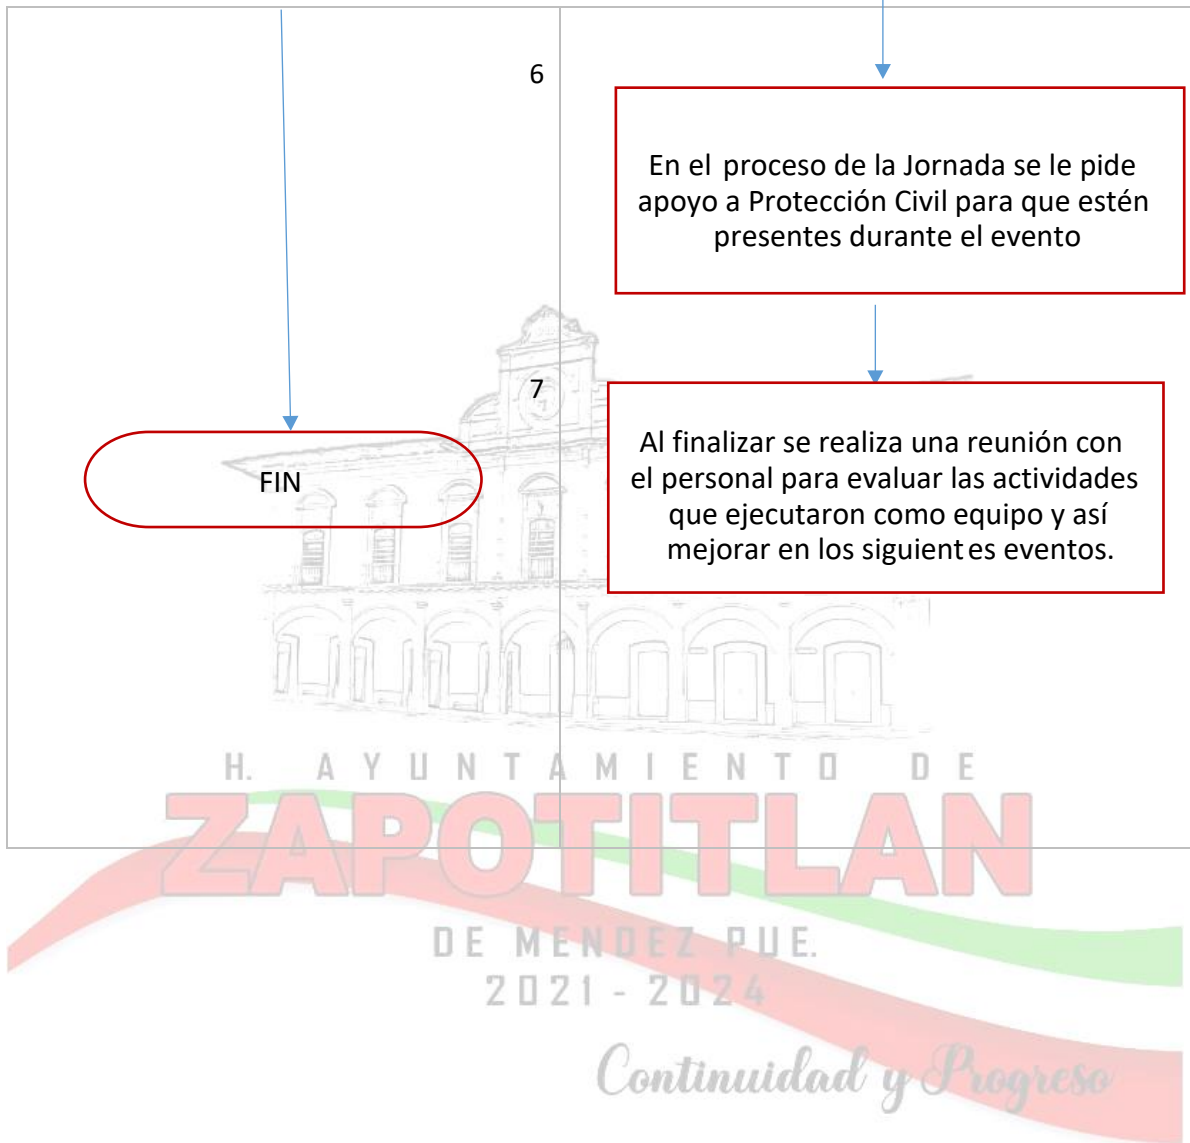 6
En el proceso de la Jornada se le pide
apoyo a Protección Civil para que estén
presentes durante el evento
7
Al finalizar se realiza una reunión con
el personal para evaluar las actividades
que ejecutaron como equipo y así
mejorar en los siguientes eventos.
FIN
H. AYUNTAMIENTO DE
ZAPOTITLAN
DE MENDEZ PUE.
2021 - 2024
Continuidad y Progreso